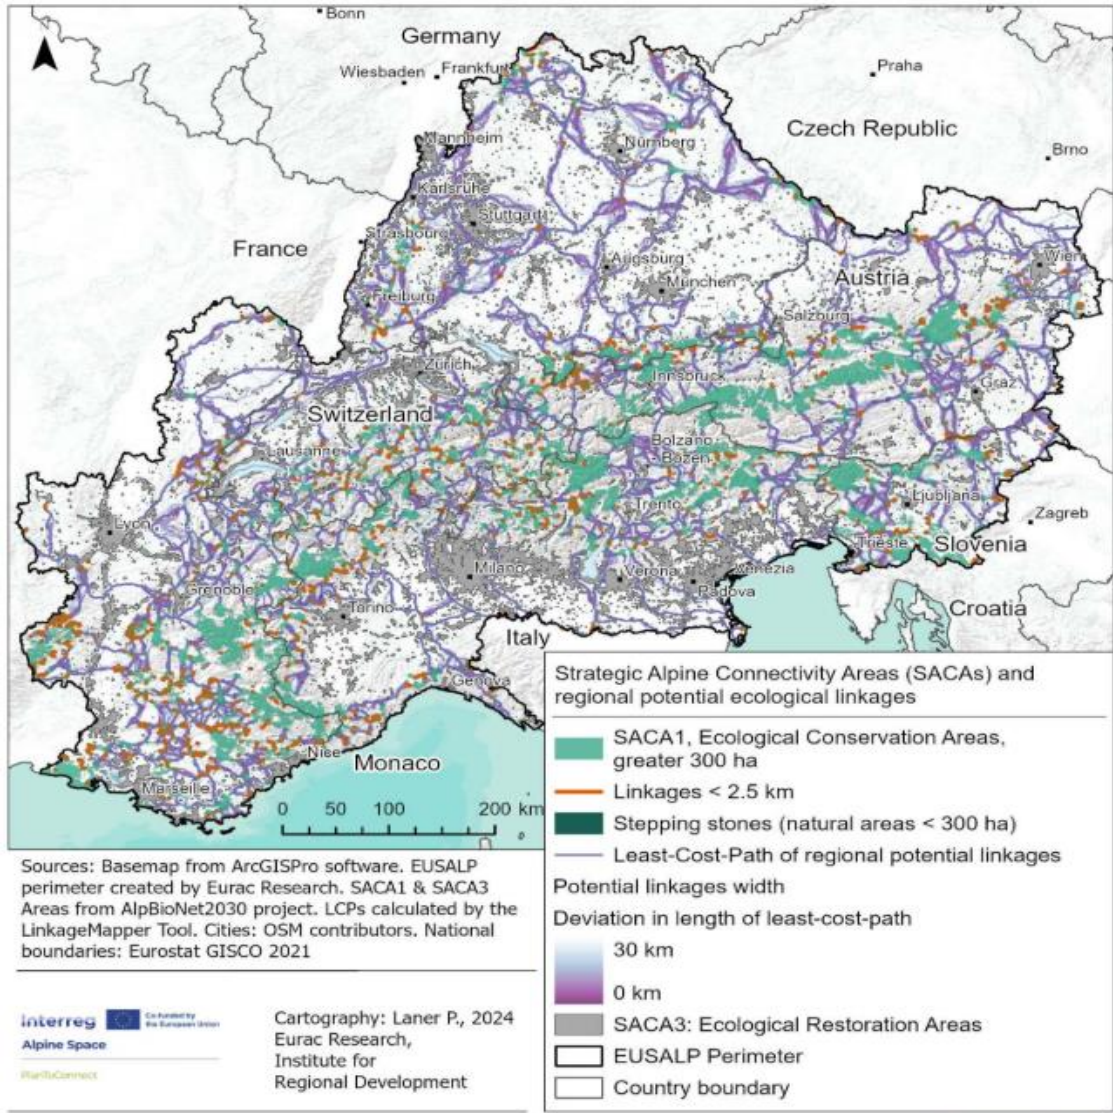 Bonn
Germany
Wiesbaden
Frankfurt
Praha
Mannheim
Nürnberg
Czech Republic
Brno
Karlsruhe
Stuttgart
Strasbourg
France
Augsburg
Wien
München
Austria
Freiburg
Salzburg
Zürich
Innsbruck
Graz
Switzerland
Bolzano
Bozen
Lausanne
Trento
Ljubljana
Lyon
Zagreb
Trieste
Slovenia
Milano
Verona
Venezia
Grenoble
Padova
Torino
Croatia
Italy
Genova
Nice
Monaco
Marseille
0 50 100 200 km
Strategic Alpine Connectivity Areas (SACAs) and
regional potential ecological linkages
SACA1, Ecological Conservation Areas,
greater 300 ha
Linkages < 2.5 km
Stepping stones (natural areas < 300 ha)
Least-Cost-Path of regional potential linkages
Potential linkages width
Deviation in length of least-cost-path
30 km
0 km
SACA3: Ecological Restoration Areas
EUSALP Perimeter
Country boundary
Sources: Basemap from ArcGISPro software. EUSALP
perimeter created by Eurac Research. SACA1 & SACA3
Areas from AlpBioNet2030 project. LCPs calculated by the
LinkageMapper Tool. Cities: OSM contributors. National
boundaries: Eurostat GISCO 2021
Interreg
Co-funded by
the European Union
Alpine Space
PlanToConnect
Cartography: Laner P., 2024
Eurac Research,
Institute for
Regional Development